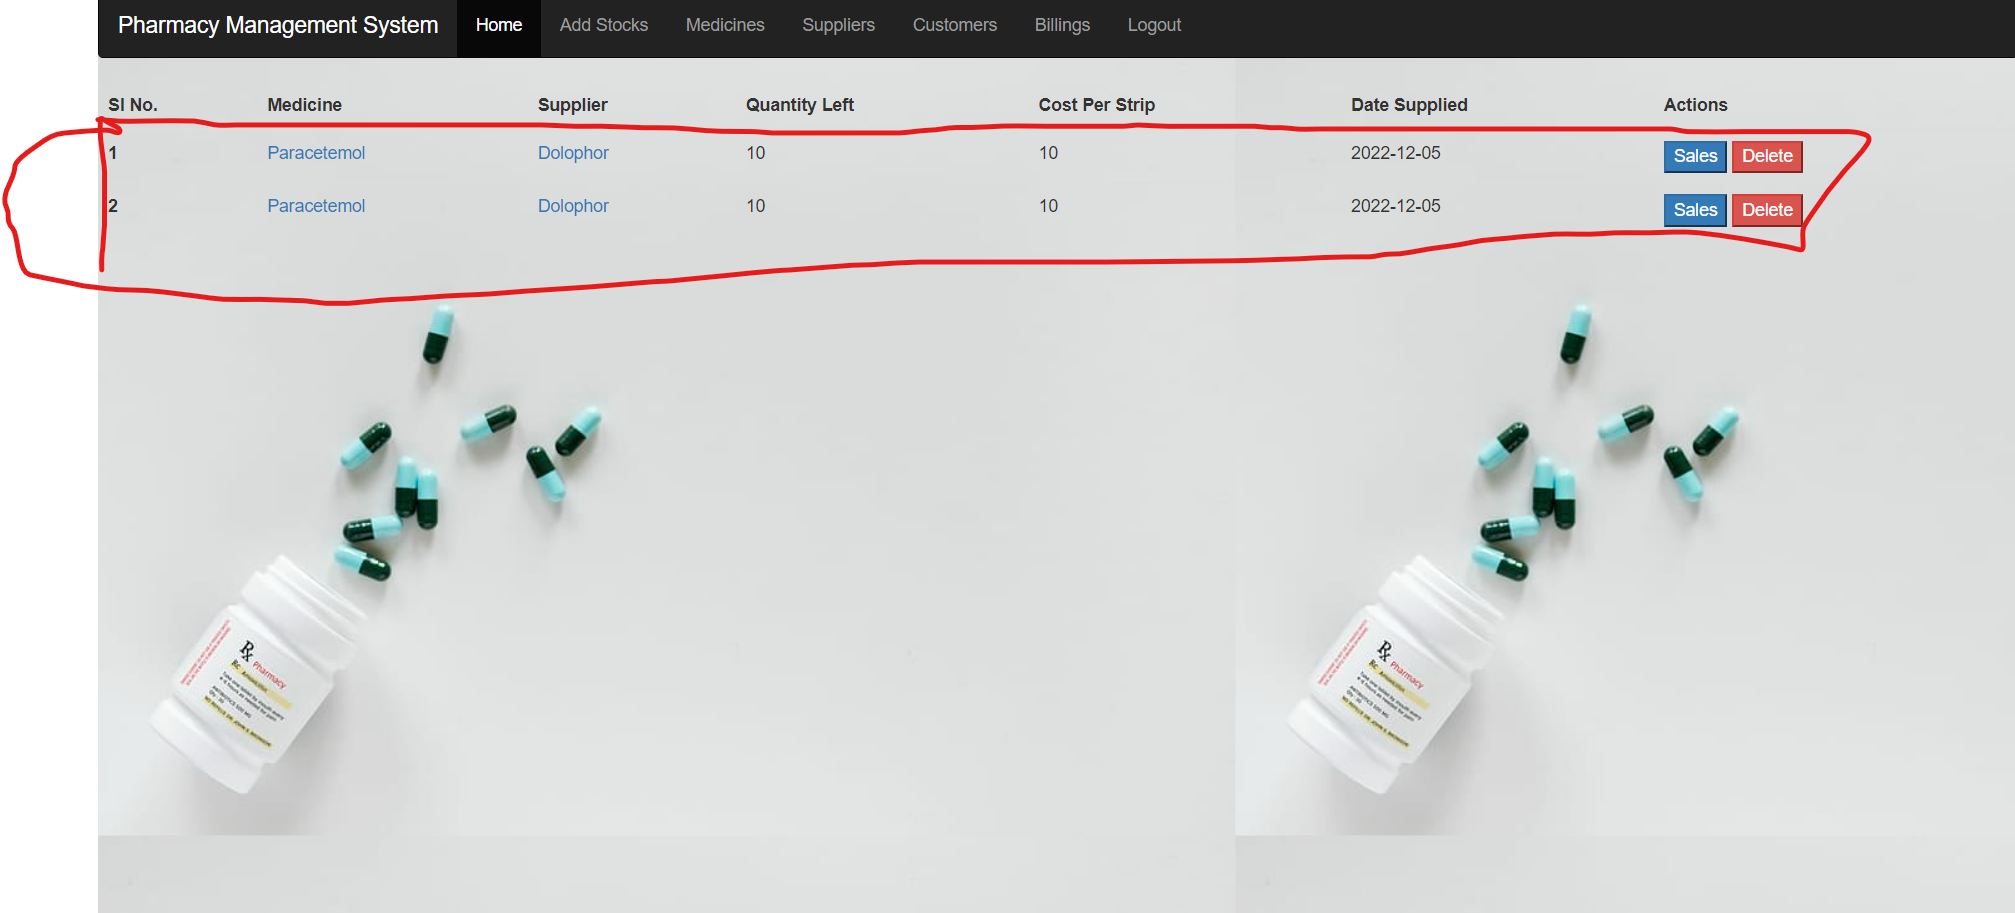 Pharmacy Management System Home Add Stocks Medicines Suppliers Customers Billings Logout
Sl No. Medicine Supplier Quantity Left Cost Per Strip Date Supplied Actions
1 Paracetemol Dolophor 10 10 2022-12-05 Sales Delete
2 Paracetemol Dolophor 10 10 2022-12-05 Sales Delete
Rx Pharmacy
Rx Pharmacy